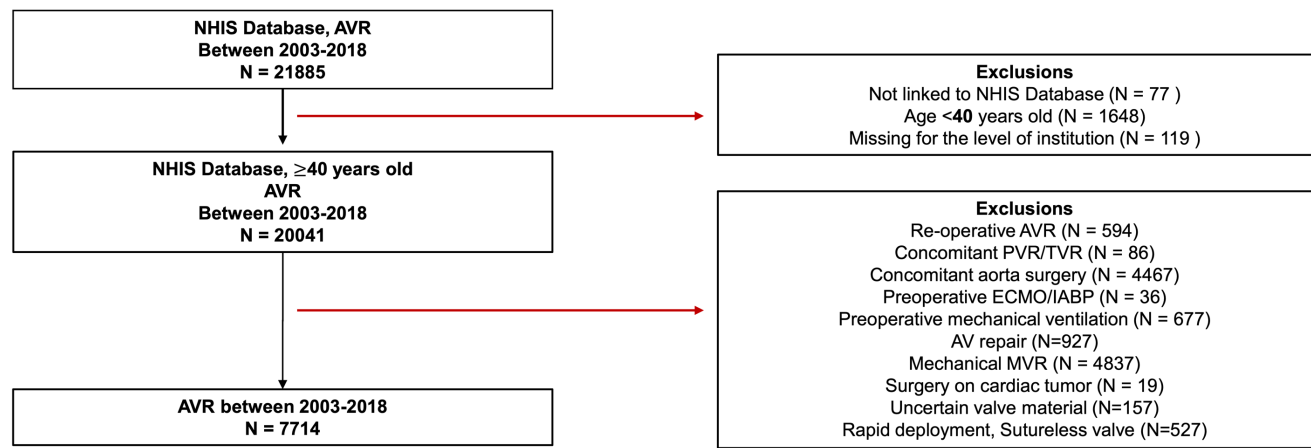 NHIS Database, AVR
Between 2003-2018
N = 21885
Exclusions
Not linked to NHIS Database (N = 77 )
Age <40 years old (N = 1648)
Missing for the level of institution (N = 119 )
NHIS Database, ≥40 years old
AVR
Between 2003-2018
N = 20041
Exclusions
Re-operative AVR (N = 594)
Concomitant PVR/TVR (N = 86)
Concomitant aorta surgery (N = 4467)
Preoperative ECMO/IABP (N = 36)
Preoperative mechanical ventilation (N = 677)
AV repair (N=927)
Mechanical MVR (N = 4837)
Surgery on cardiac tumor (N = 19)
Uncertain valve material (N=157)
Rapid deployment, Sutureless valve (N=527)
AVR between 2003-2018
N = 7714